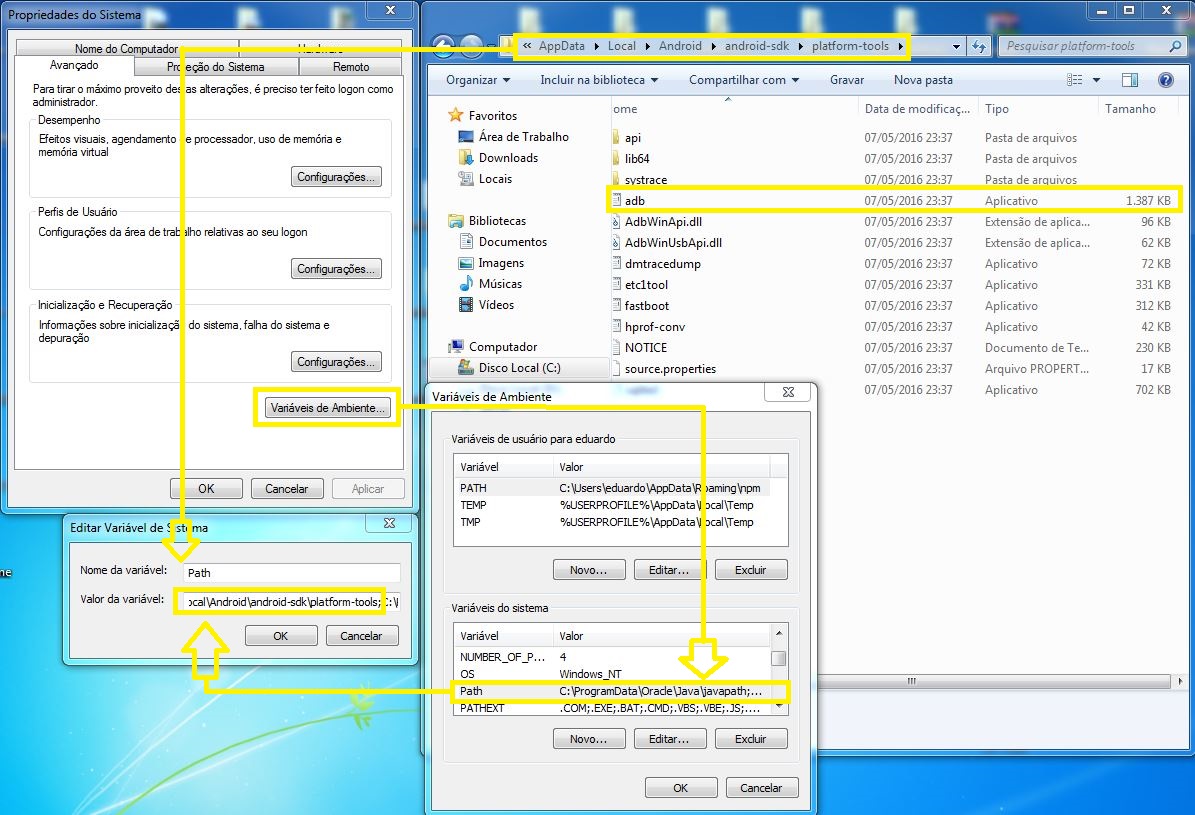 Propriedades do Sistema
Nome do Computador
Hardware
Avançado
Proteção do Sistema
Remoto
Para tirar o máximo proveito dessas alterações, é preciso ter feito logon como
administrador.
Desempenho
Efeitos visuais, agendamento de processador, uso de memória e
memória virtual
Configurações...
Perfis de Usuário
Configurações da área de trabalho relativas ao seu logon
Configurações...
Inicialização e Recuperação
Informações sobre inicialização do sistema, falha do sistema e
depuração
Configurações...
Variáveis de Ambiente...
OK Cancelar Aplicar
Editar Variável de Sistema
Nome da variável: Path
Valor da variável: ocal\Android\android-sdk\platform-tools;C:\
OK Cancelar
ne
« AppData Local Android android-sdk platform-tools
Pesquisar platform-tools
Organizar Incluir na biblioteca Compartilhar com Gravar Nova pasta
Favoritos
Área de Trabalho
Downloads
Locais
Bibliotecas
Documentos
Imagens
Músicas
Vídeos
Computador
Disco Local (C:)
ome Data de modificaç... Tipo Tamanho
api 07/05/2016 23:37 Pasta de arquivos
lib64 07/05/2016 23:37 Pasta de arquivos
systrace 07/05/2016 23:37 Pasta de arquivos
adb 07/05/2016 23:37 Aplicativo 1.387 KB
AdbWinApi.dll 07/05/2016 23:37 Extensão de aplica... 96 KB
AdbWinUsbApi.dll 07/05/2016 23:37 Extensão de aplica... 62 KB
dmtracedump 07/05/2016 23:37 Aplicativo 72 KB
etc1tool 07/05/2016 23:37 Aplicativo 331 KB
fastboot 07/05/2016 23:37 Aplicativo 312 KB
hprof-conv 07/05/2016 23:37 Aplicativo 42 KB
NOTICE 07/05/2016 23:37 Documento de Te... 230 KB
source.properties 07/05/2016 23:37 Arquivo PROPERT... 17 KB
07/05/2016 23:37 Aplicativo 702 KB
Variáveis de Ambiente
Variáveis de usuário para eduardo
Variável Valor
PATH C:\Users\eduardo\AppData\Roaming\npm
TEMP %USERPROFILE%\AppData\Local\Temp
TMP %USERPROFILE%\AppData\Local\Temp
Novo... Editar... Excluir
Variáveis do sistema
Variável Valor
NUMBER_OF_P... 4
OS Windows_NT
Path C:\ProgramData\Oracle\Java\javapath;...
PATHEXT .COM;.EXE;.BAT;.CMD;.VBS;.VBE;.JS;....
Novo... Editar... Excluir
OK Cancelar